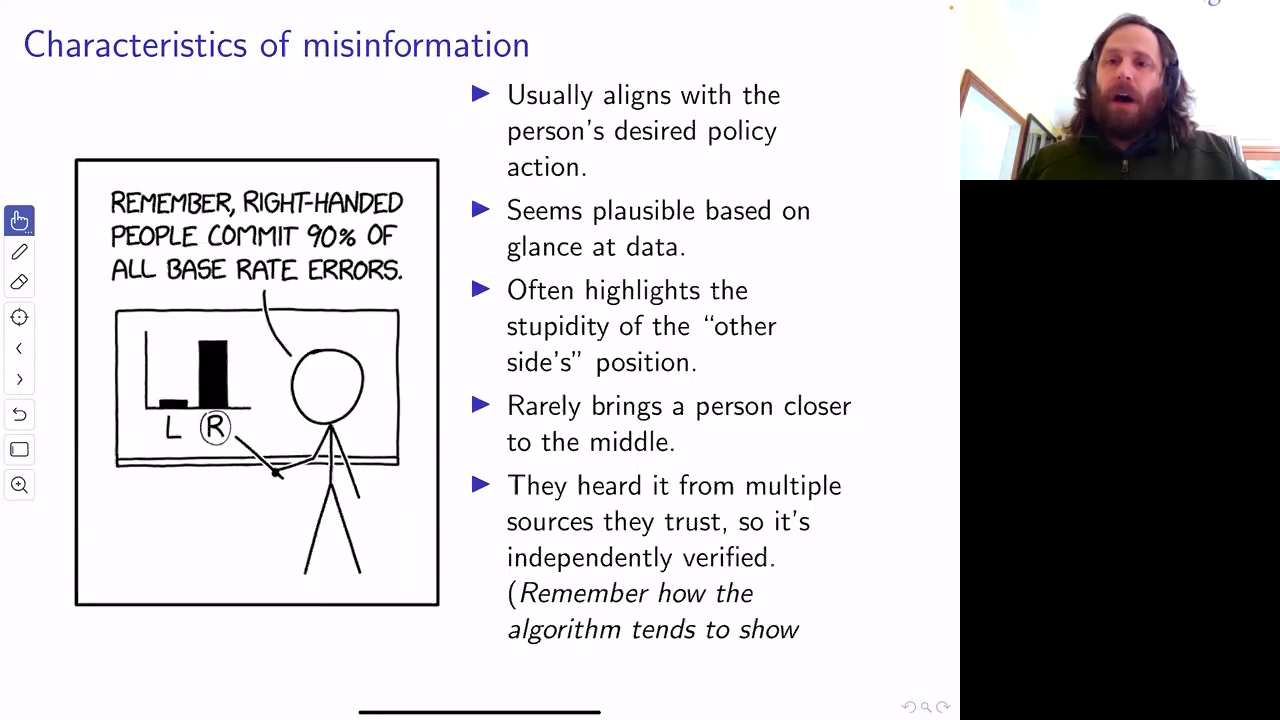 Characteristics of misinformation
REMEMBER, RIGHT-HANDED
PEOPLE COMMIT 90% OF
ALL BASE RATE ERRORS.
L R
▶ Usually aligns with the
person's desired policy
action.
▶ Seems plausible based on
glance at data.
▶ Often highlights the
stupidity of the “other
side's” position.
▶ Rarely brings a person closer
to the middle.
▶ They heard it from multiple
sources they trust, so it's
independently verified.
(Remember how the
algorithm tends to show